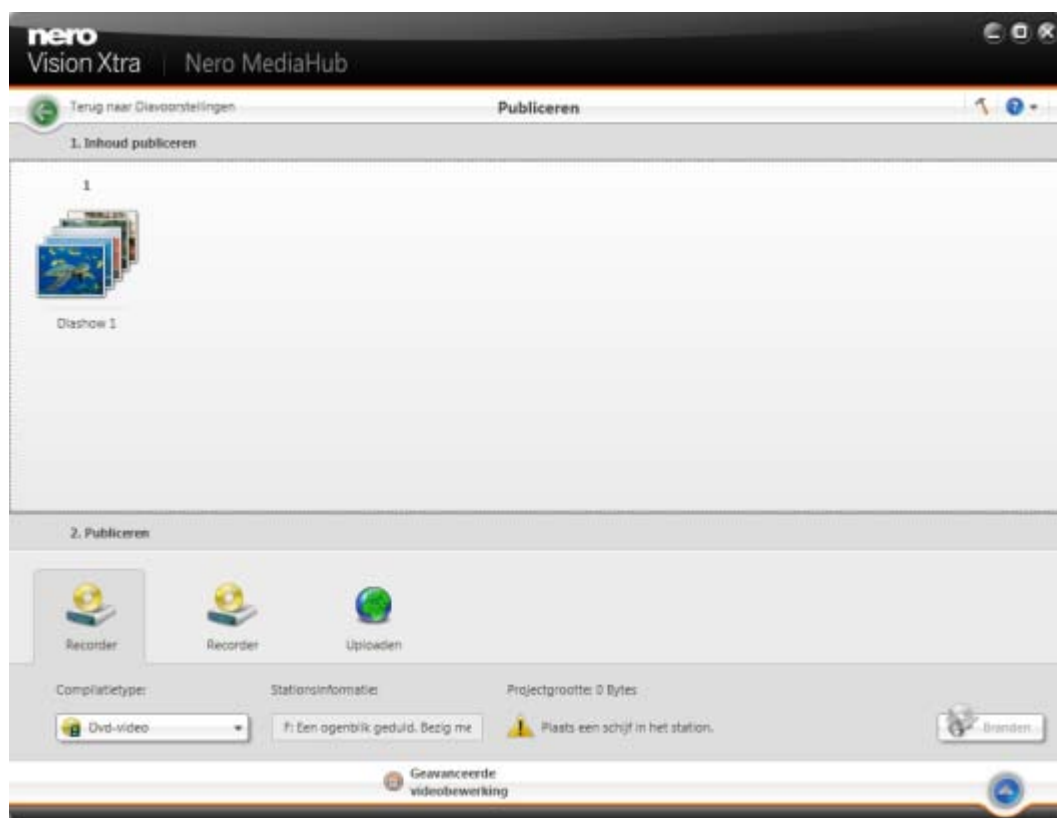 nero
Vision Xtra | Nero MediaHub
Terug naar Diavoorstellingen
Publiceren
1. Inhoud publiceren
1
Diashow 1
2. Publiceren
Recorder
Recorder
Uploaden
Compilatietype:
Stationsinformatie:
Projectgrootte: 0 Bytes
Dvd-video
F: Een ogenblik geduld. Bezig me
Plaats een schijf in het station.
Branden
Geavanceerde
videobewerking